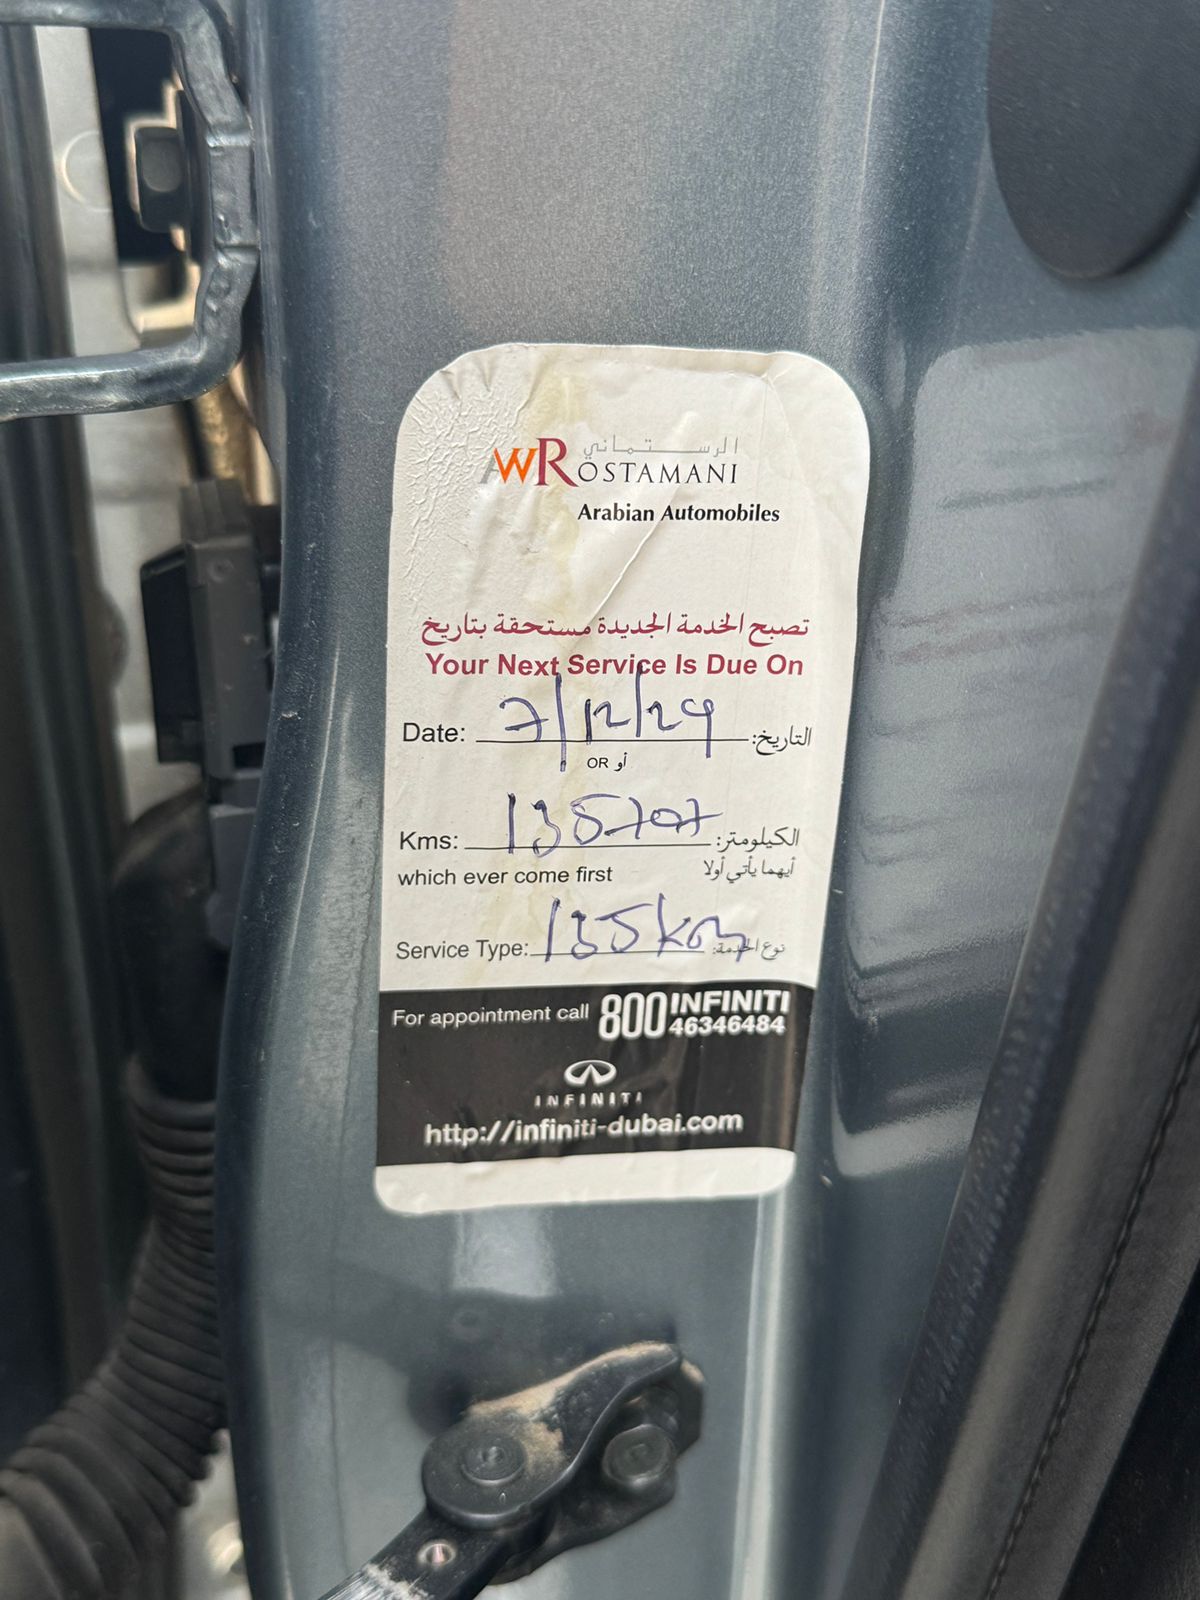 الرستماني
AWROSTAMANI
Arabian Automobiles
تصبح الخدمة الجديدة مستحقة بتاريخ
Your Next Service Is Due On
Date: 7/12/24 التاريخ:
OR أو
Kms: 135707 الكيلومتر:
which ever come first أيهما يأتي أولا
Service Type: 135km نوع الخدمة:
For appointment call 800 INFINITI
46346484
INFINITI
http://infiniti-dubai.com